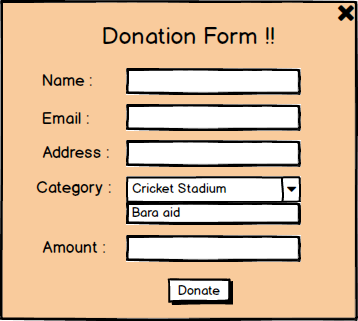 Donation Form !!
Name :
Email :
Address :
Category : Cricket Stadium
Bara aid
Amount :
Donate